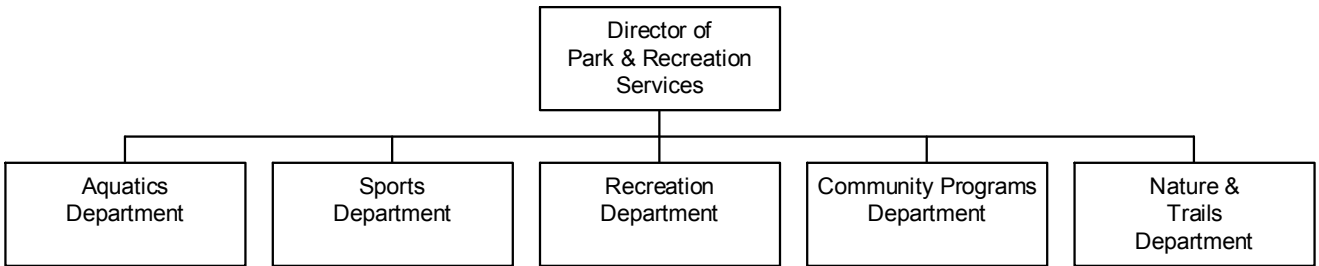 Director of
Park & Recreation
Services
Aquatics
Department
Sports
Department
Recreation
Department
Community Programs
Department
Nature &
Trails
Department